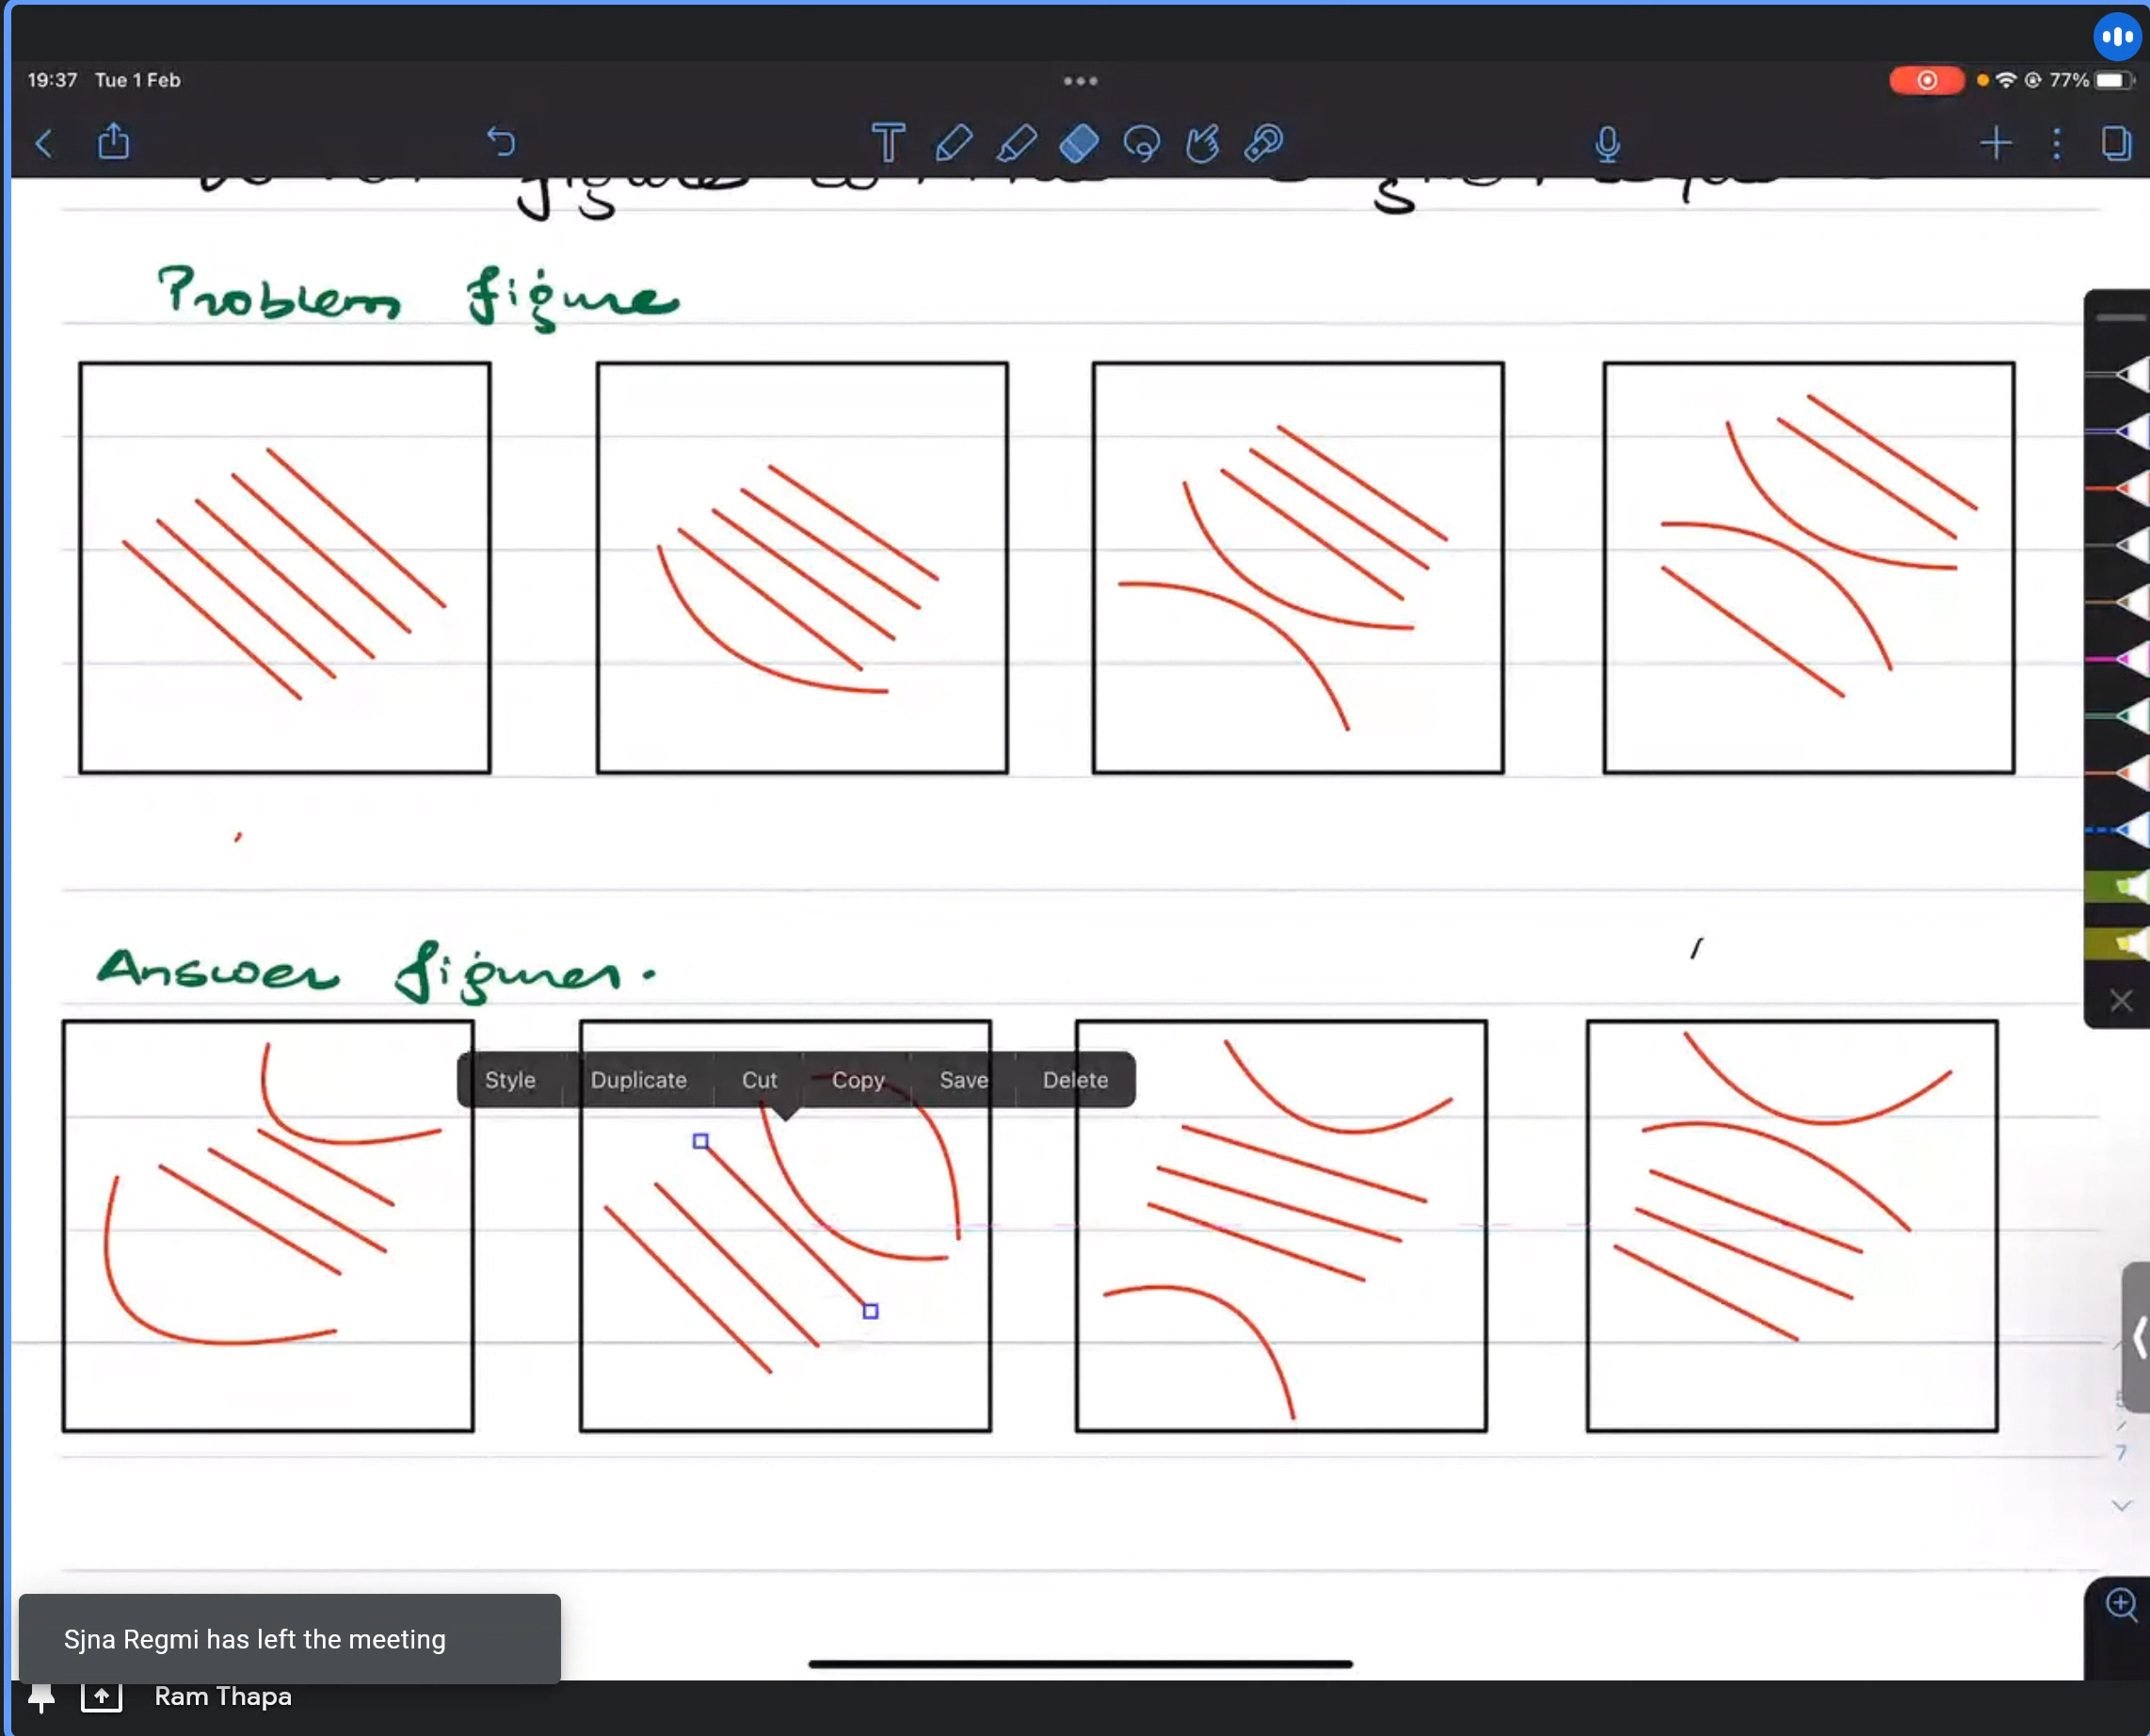 19:37 Tue 1 Feb
77%
Problem figure
Answer figures.
Style Duplicate Cut Copy Save Delete
7
Sjna Regmi has left the meeting
Ram Thapa